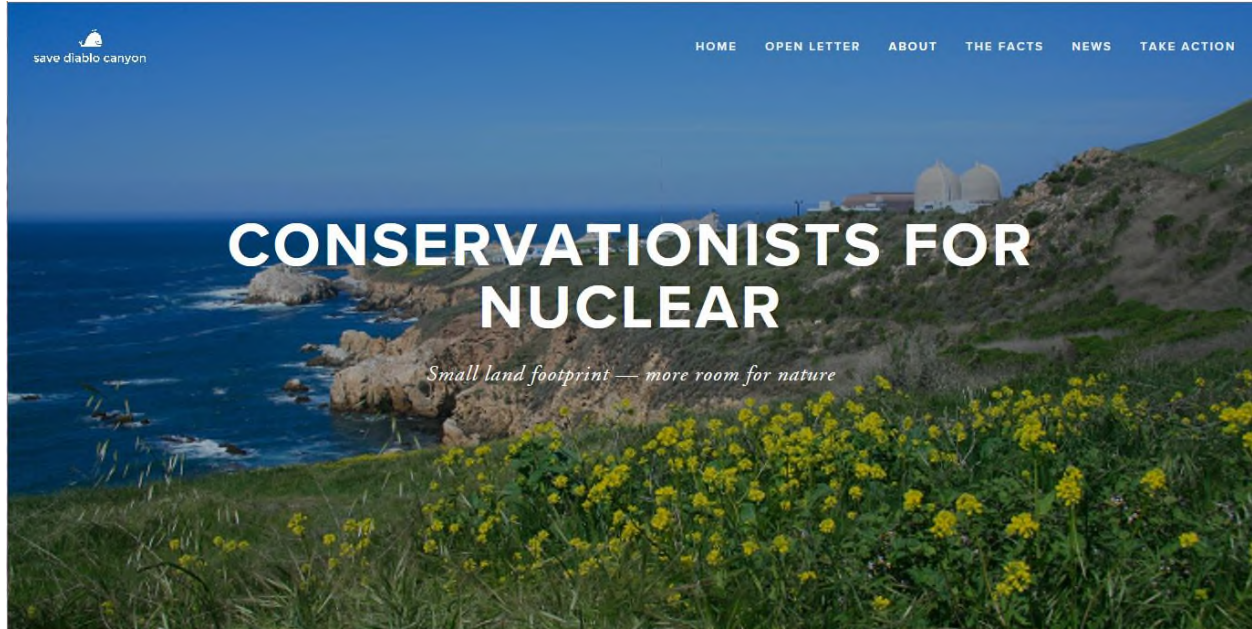 save diablo canyon
HOME OPEN LETTER ABOUT THE FACTS NEWS TAKE ACTION
CONSERVATIONISTS FOR
NUCLEAR
Small land footprint — more room for nature